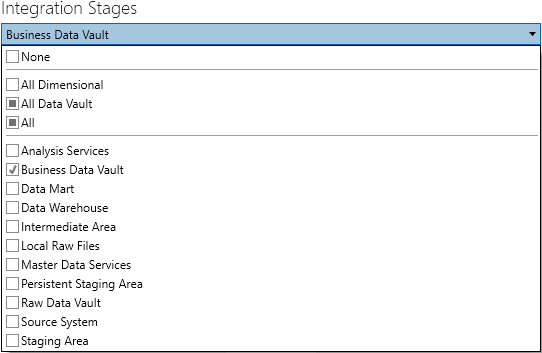 Integration Stages
Business Data Vault
None
All Dimensional
All Data Vault
All
Analysis Services
Business Data Vault
Data Mart
Data Warehouse
Intermediate Area
Local Raw Files
Master Data Services
Persistent Staging Area
Raw Data Vault
Source System
Staging Area